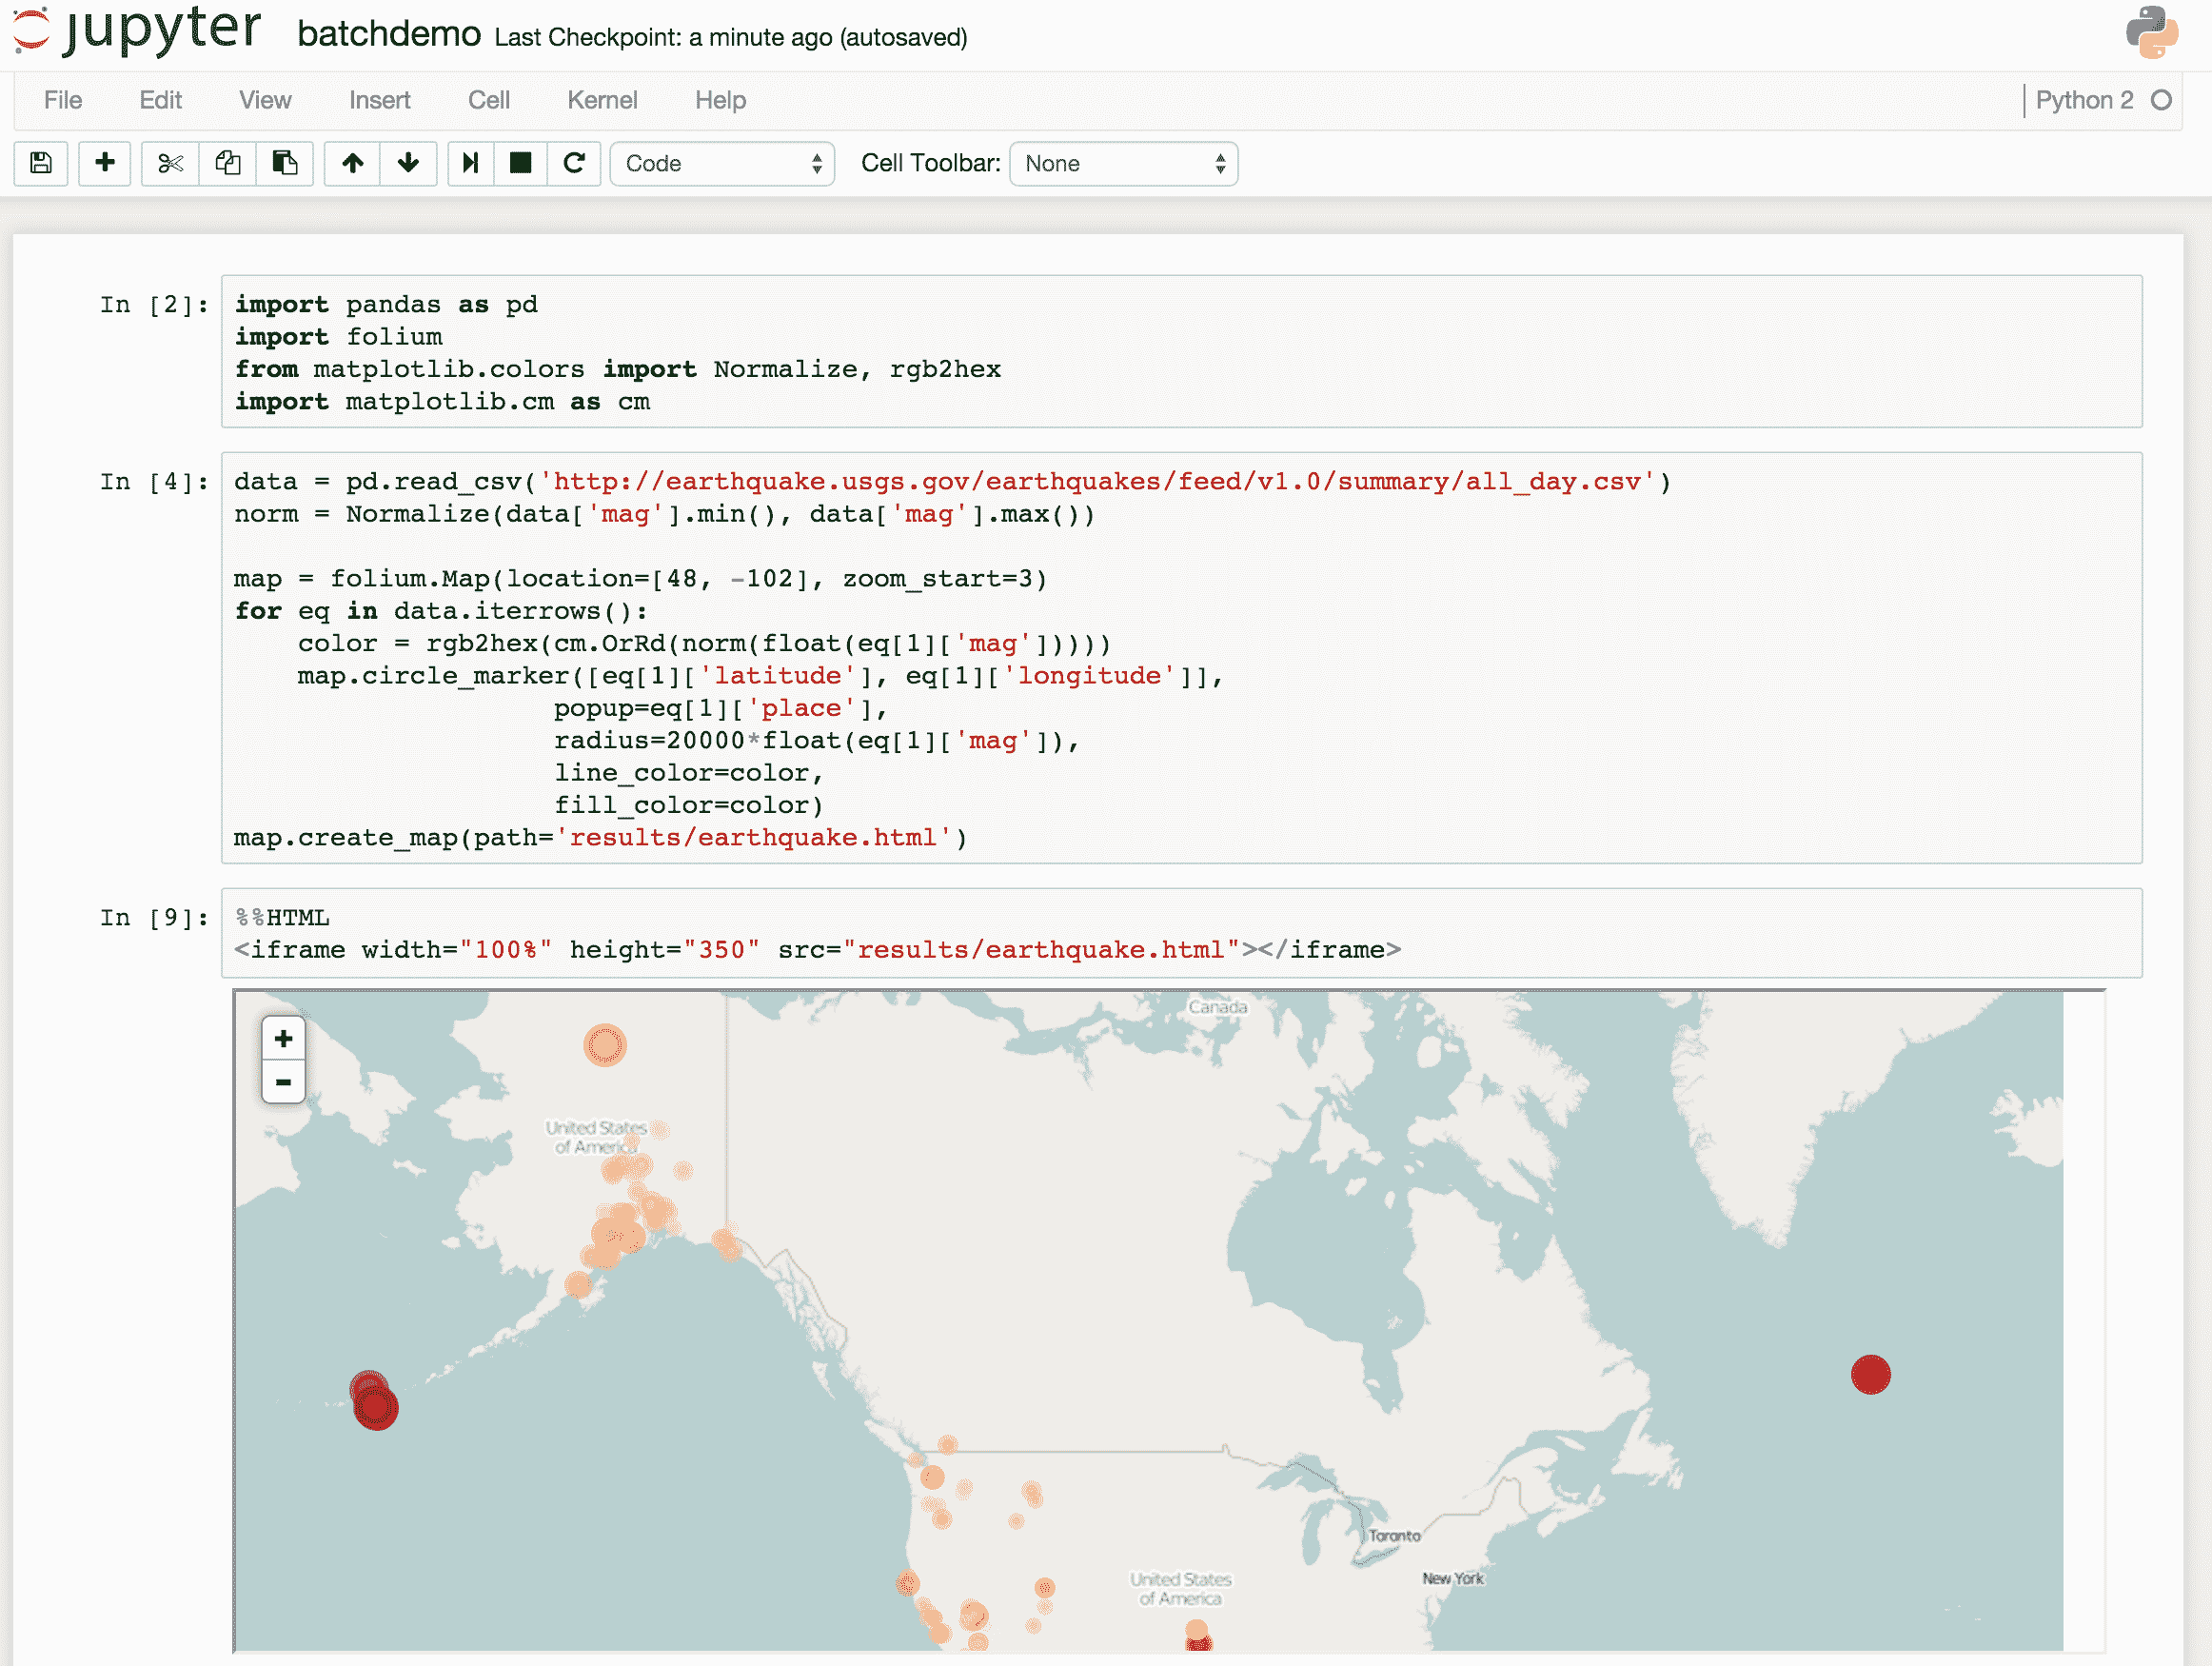 jupyter batchdemo Last Checkpoint: a minute ago (autosaved)
File Edit View Insert Cell Kernel Help Python 2
Code Cell Toolbar: None
In [2]: import pandas as pd
import folium
from matplotlib.colors import Normalize, rgb2hex
import matplotlib.cm as cm
In [4]: data = pd.read_csv('http://earthquake.usgs.gov/earthquakes/feed/v1.0/summary/all_day.csv')
norm = Normalize(data['mag'].min(), data['mag'].max())
map = folium.Map(location=[48, -102], zoom_start=3)
for eq in data.iterrows():
    color = rgb2hex(cm.OrRd(norm(float(eq[1]['mag']))))
    map.circle_marker([eq[1]['latitude'], eq[1]['longitude']],
                    popup=eq[1]['place'],
                    radius=20000*float(eq[1]['mag']),
                    line_color=color,
                    fill_color=color)
map.create_map(path='results/earthquake.html')
In [9]: %%HTML
<iframe width="100%" height="350" src="results/earthquake.html"></iframe>
+
-
Canada
United States
of America
Toronto
New York
United States
of America